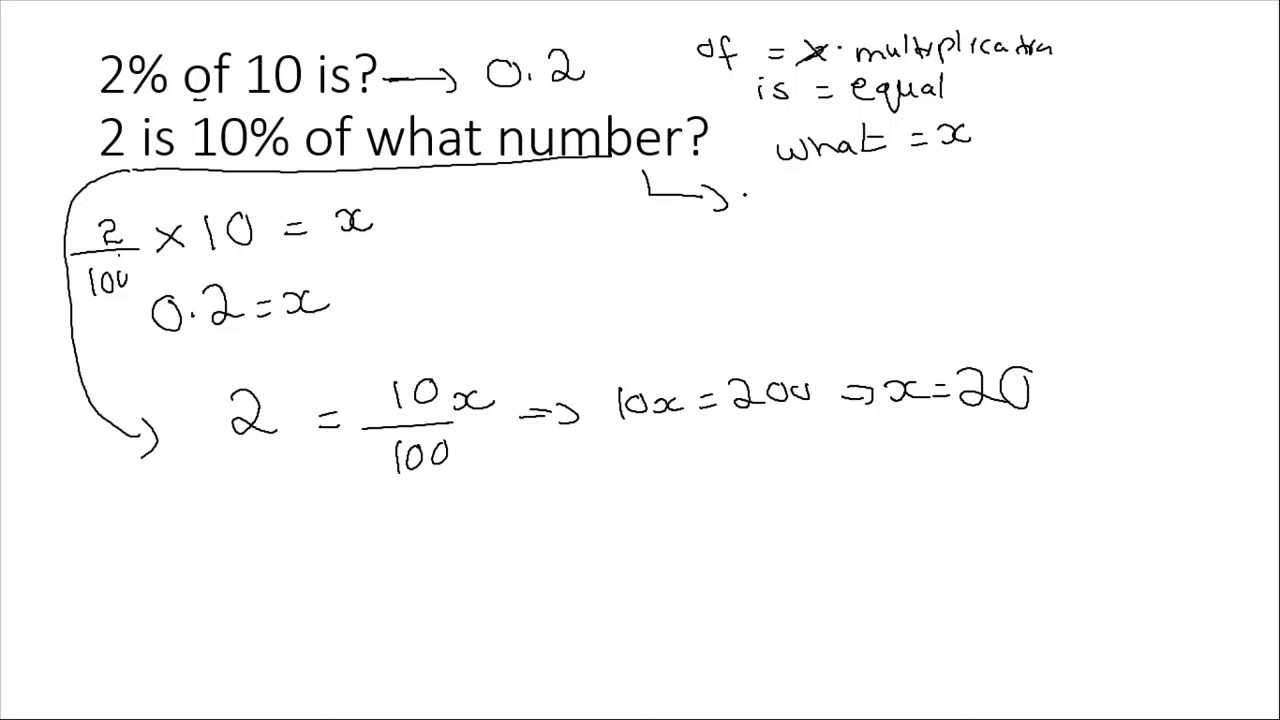 2% of 10 is? → 0.2
2 is 10% of what number?
of = x. multiplication
is = equal
what = x
2/100 × 10 = x
0.2 = x
2 = 10x/100 ⇒ 10x = 200 ⇒ x = 20